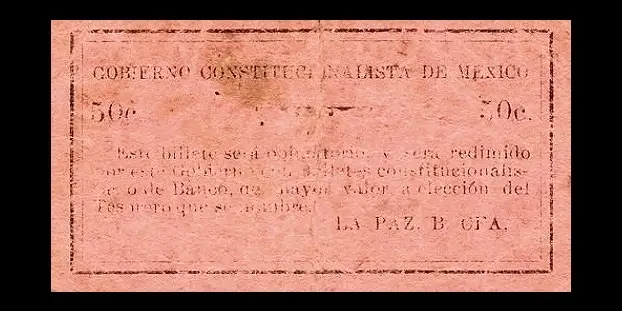 GOBIERNO CONSTITUCIONALISTA DE MEXICO
50c. 50c.
Este billete será obligatorio, y será redimido
por este Gobierno con billetes constitucionalis-
tas o de Banco, de mayor valor a elección del
Tesorero que se nombre.
LA PAZ, B. CFA.